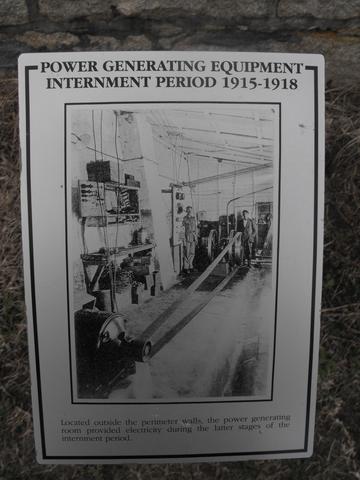 POWER GENERATING EQUIPMENT
INTERNMENT PERIOD 1915-1918
Located outside the perimeter walls, the power generating
room provided electricity during the latter stages of the
internment period.